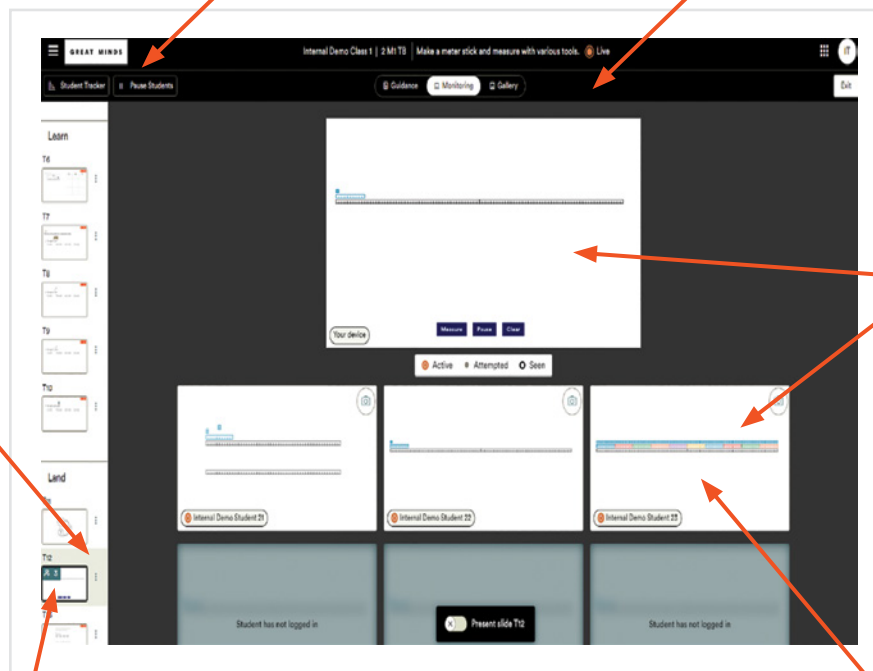 GREAT MINDS
Internal Demo Class 1 | 2 M1 TB | Make a meter stick and measure with various tools. Live
IT
Student Tracker
Pause Students
Guidance
Monitoring
Gallery
Exit
Learn
T6
T7
T8
T9
T10
Land
T12
Your device
Measure
Pause
Clear
Active
Attempted
Seen
Internal Demo Student 21
Internal Demo Student 22
Internal Demo Student 23
Student has not logged in
Present slide T12
Student has not logged in